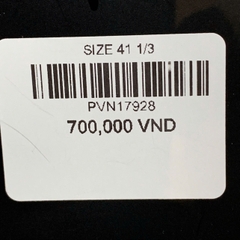 SIZE 41 1/3
PVN17928
700,000 VND